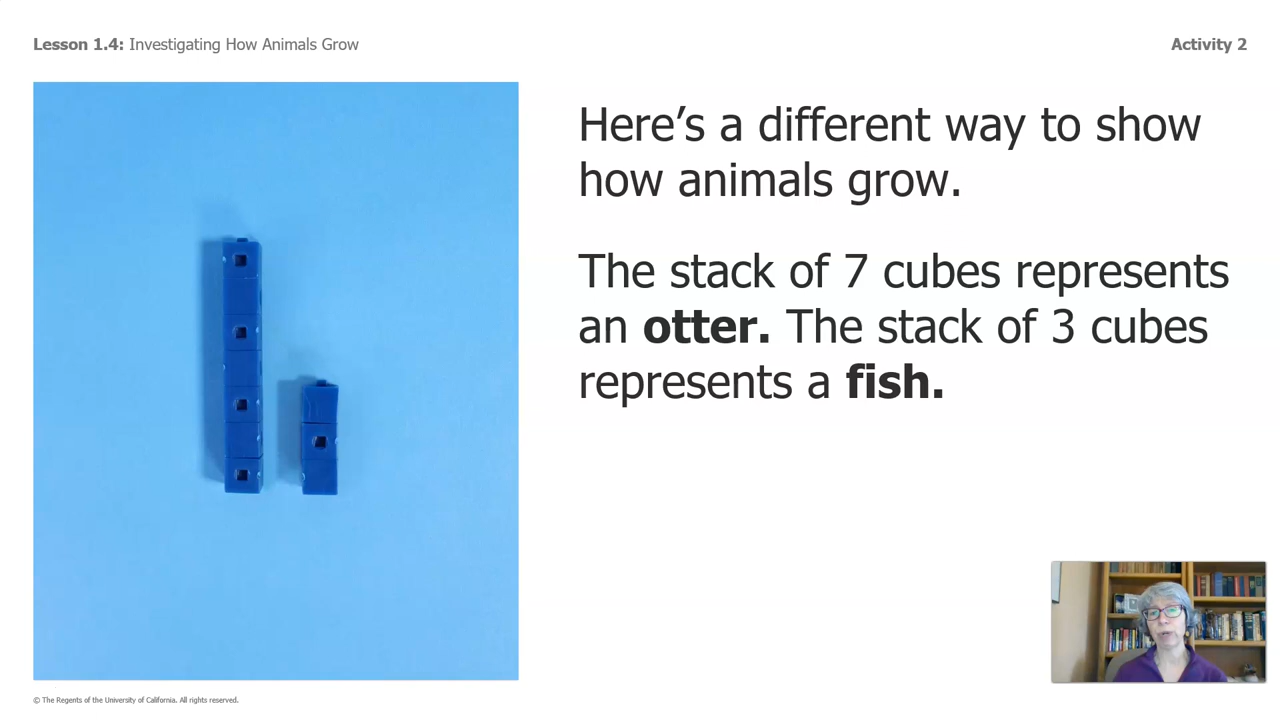 Lesson 1.4: Investigating How Animals Grow
Activity 2
Here’s a different way to show
how animals grow.
The stack of 7 cubes represents
an otter. The stack of 3 cubes
represents a fish.
© The Regents of the University of California. All rights reserved.